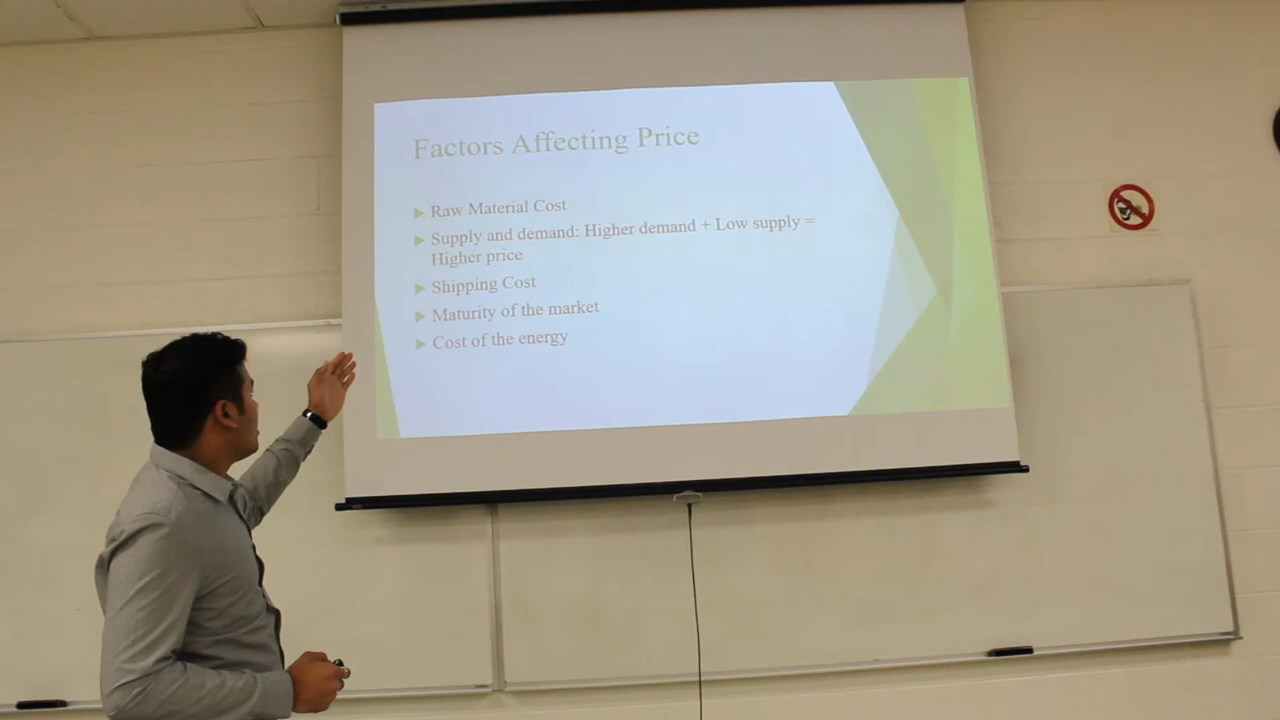 Factors Affecting Price
Raw Material Cost
Supply and demand: Higher demand + Low supply =
Higher price
Shipping Cost
Maturity of the market
Cost of the energy